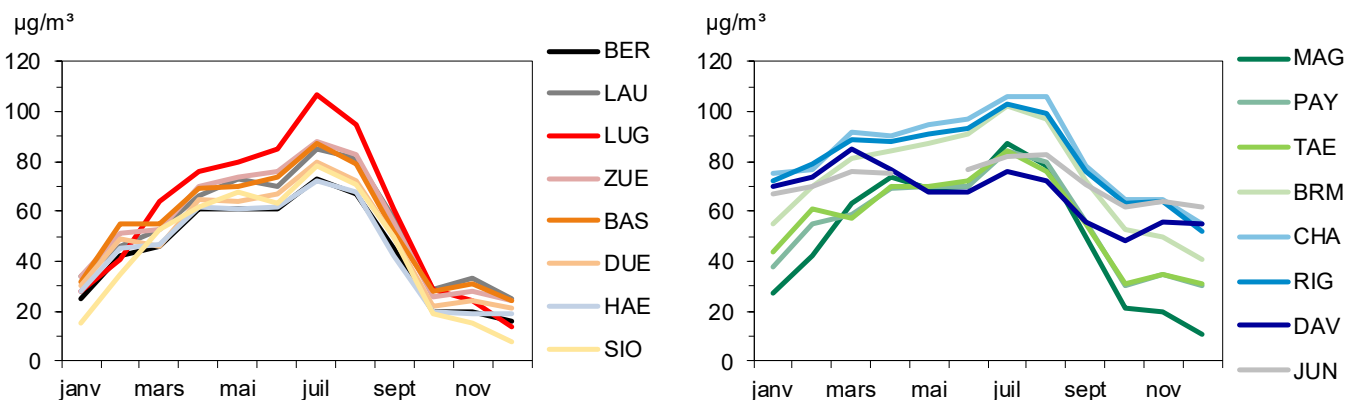 µg/m³
120
100
80
60
40
20
0
janv mars mai juil sept nov
BER
LAU
LUG
ZUE
BAS
DUE
HAE
SIO
µg/m³
120
100
80
60
40
20
0
janv mars mai juil sept nov
MAG
PAY
TAE
BRM
CHA
RIG
DAV
JUN